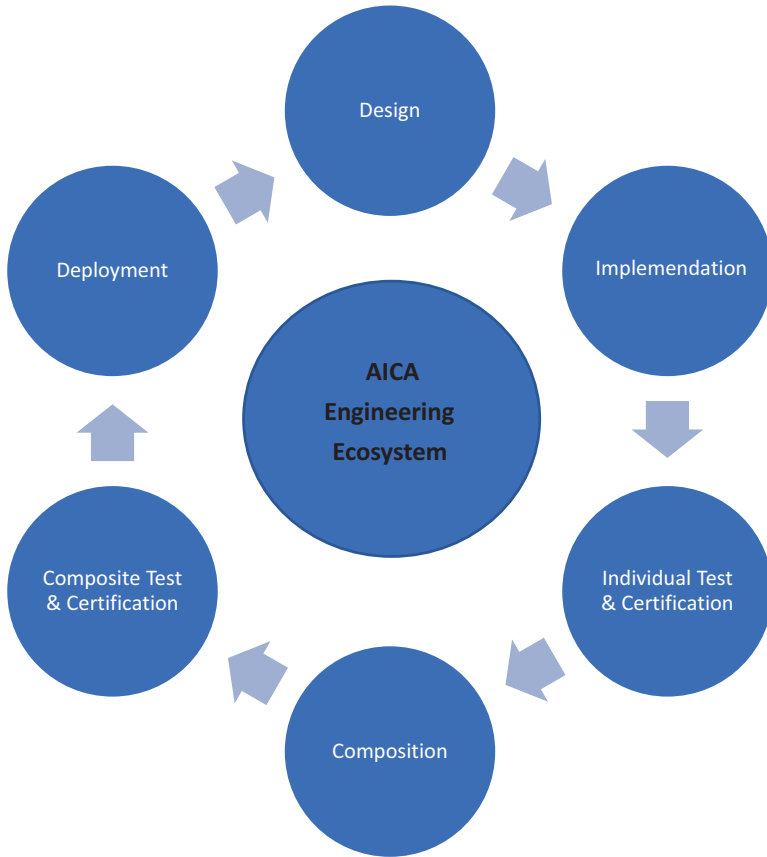 Design
Implemendation
Individual Test
& Certification
Composition
Composite Test
& Certification
Deployment
AICA
Engineering
Ecosystem